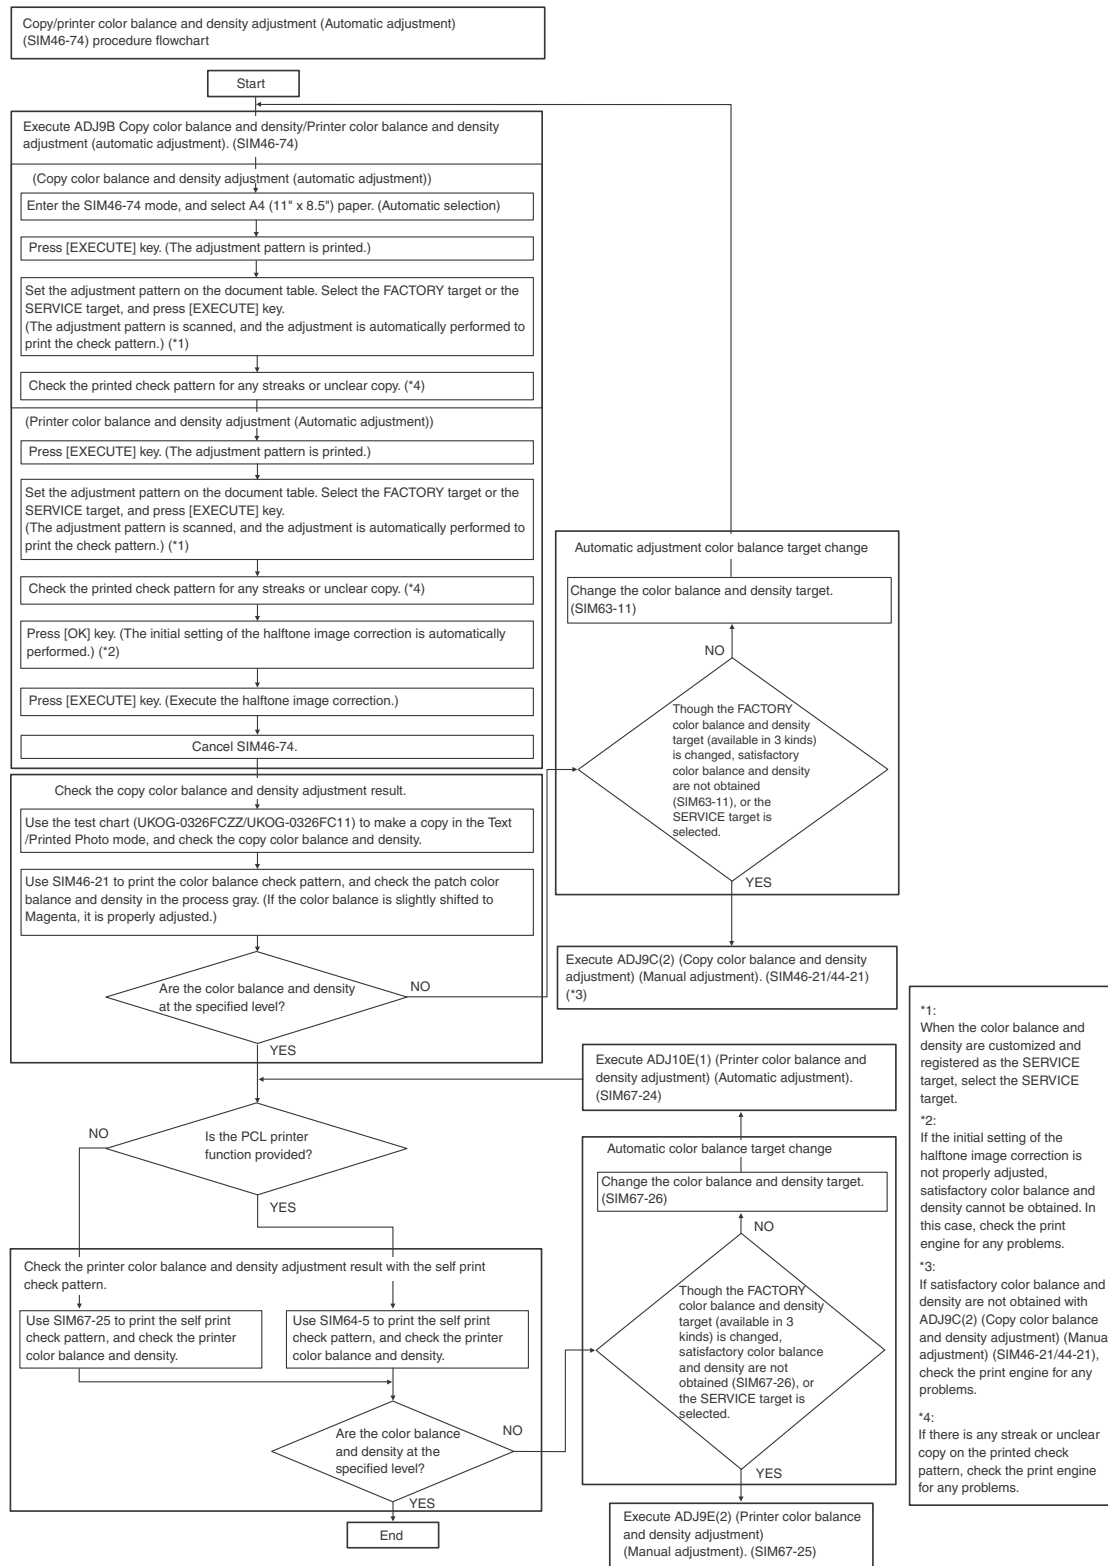 Copy/printer color balance and density adjustment (Automatic adjustment)
(SIM46-74) procedure flowchart
Start
Execute ADJ9B Copy color balance and density/Printer color balance and density
adjustment (automatic adjustment). (SIM46-74)
(Copy color balance and density adjustment (automatic adjustment))
Enter the SIM46-74 mode, and select A4 (11" x 8.5") paper. (Automatic selection)
Press [EXECUTE] key. (The adjustment pattern is printed.)
Set the adjustment pattern on the document table. Select the FACTORY target or the
SERVICE target, and press [EXECUTE] key.
(The adjustment pattern is scanned, and the adjustment is automatically performed to
print the check pattern.) (*1)
Check the printed check pattern for any streaks or unclear copy. (*4)
(Printer color balance and density adjustment (Automatic adjustment))
Press [EXECUTE] key. (The adjustment pattern is printed.)
Set the adjustment pattern on the document table. Select the FACTORY target or the
SERVICE target, and press [EXECUTE] key.
(The adjustment pattern is scanned, and the adjustment is automatically performed to
print the check pattern.) (*1)
Check the printed check pattern for any streaks or unclear copy. (*4)
Press [OK] key. (The initial setting of the halftone image correction is automatically
performed.) (*2)
Press [EXECUTE] key. (Execute the halftone image correction.)
Cancel SIM46-74.
Check the copy color balance and density adjustment result.
Use the test chart (UKOG-0326FCZZ/UKOG-0326FC11) to make a copy in the Text
/Printed Photo mode, and check the copy color balance and density.
Use SIM46-21 to print the color balance check pattern, and check the patch color
balance and density in the process gray. (If the color balance is slightly shifted to
Magenta, it is properly adjusted.)
Are the color balance and density
at the specified level?
NO
YES
Automatic adjustment color balance target change
Change the color balance and density target.
(SIM63-11)
NO
Though the FACTORY
color balance and density
target (available in 3 kinds)
is changed, satisfactory
color balance and density
are not obtained
(SIM63-11), or the
SERVICE target is
selected.
YES
Execute ADJ9C(2) (Copy color balance and density
adjustment) (Manual adjustment). (SIM46-21/44-21)
(*3)
Execute ADJ10E(1) (Printer color balance and
density adjustment) (Automatic adjustment).
(SIM67-24)
NO
Is the PCL printer
function provided?
YES
Automatic color balance target change
Change the color balance and density target.
(SIM67-26)
NO
Though the FACTORY
color balance and density
target (available in 3
kinds) is changed,
satisfactory color balance
and density are not
obtained (SIM67-26), or
the SERVICE target is
selected.
YES
Check the printer color balance and density adjustment result with the self print
check pattern.
Use SIM67-25 to print the self print
check pattern, and check the printer
color balance and density.
Use SIM64-5 to print the self print
check pattern, and check the printer
color balance and density.
Are the color balance
and density at the
specified level?
NO
YES
End
Execute ADJ9E(2) (Printer color balance
and density adjustment)
(Manual adjustment). (SIM67-25)
*1:
When the color balance and
density are customized and
registered as the SERVICE
target, select the SERVICE
target.
*2:
If the initial setting of the
halftone image correction is
not properly adjusted,
satisfactory color balance and
density cannot be obtained. In
this case, check the print
engine for any problems.
*3:
If satisfactory color balance and
density are not obtained with
ADJ9C(2) (Copy color balance
and density adjustment) (Manua
adjustment) (SIM46-21/44-21),
check the print engine for any
problems.
*4:
If there is any streak or unclear
copy on the printed check
pattern, check the print engine
for any problems.